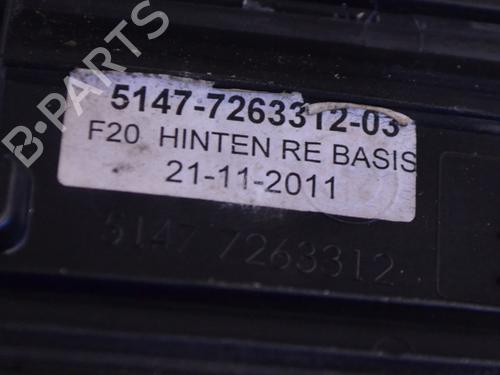 5147-7263312-03
F20 HINTEN RE BASIS
21-11-2011
5147 7263312
B-PARTS